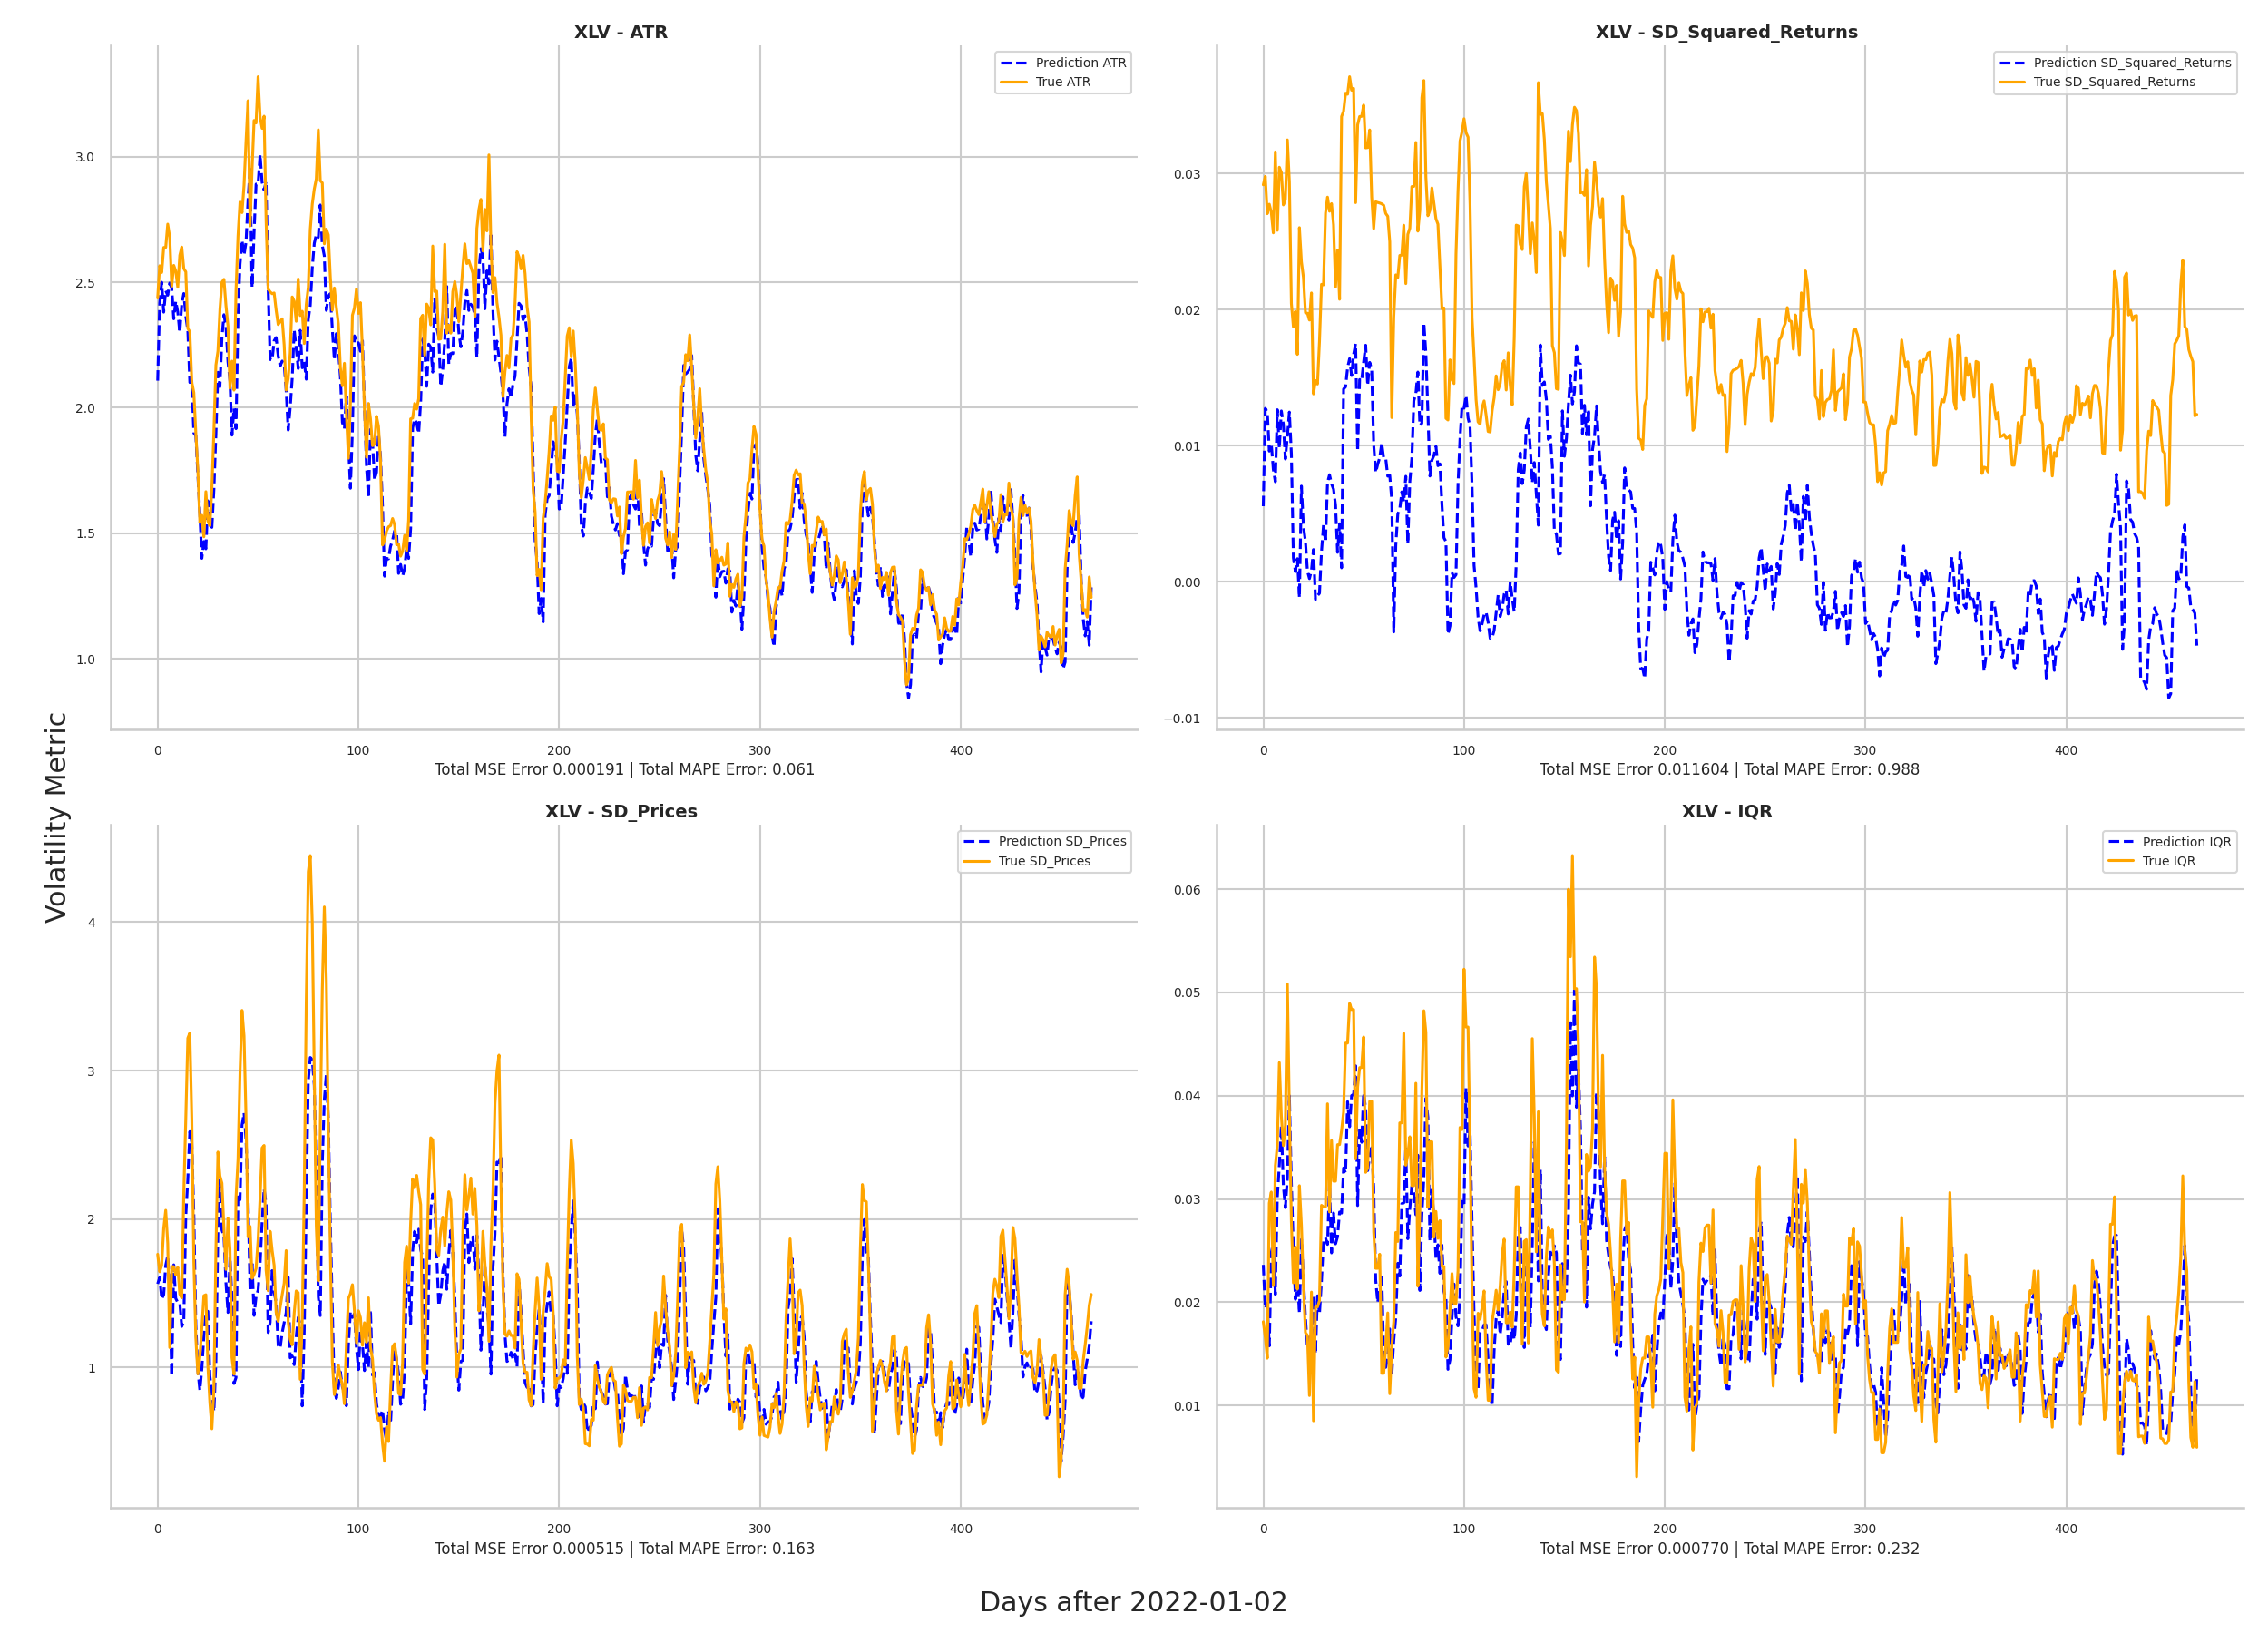 XLV - ATR
Prediction ATR
True ATR
3.0
2.5
2.0
1.5
1.0
0 100 200 300 400
Total MSE Error 0.000191 | Total MAPE Error: 0.061
XLV - SD_Squared_Returns
Prediction SD_Squared_Returns
True SD_Squared_Returns
0.03
0.02
0.01
0.00
−0.01
0 100 200 300 400
Total MSE Error 0.011604 | Total MAPE Error: 0.988
Volatility Metric
XLV - SD_Prices
Prediction SD_Prices
True SD_Prices
4
3
2
1
0 100 200 300 400
Total MSE Error 0.000515 | Total MAPE Error: 0.163
XLV - IQR
Prediction IQR
True IQR
0.06
0.05
0.04
0.03
0.02
0.01
0 100 200 300 400
Total MSE Error 0.000770 | Total MAPE Error: 0.232
Days after 2022-01-02